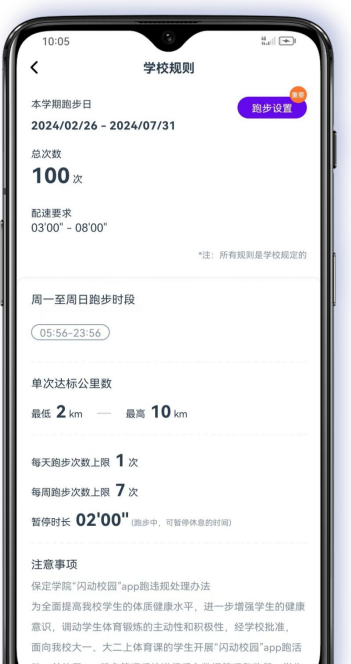 10:05
学校规则
本学期跑步日
重要
跑步设置
2024/02/26 - 2024/07/31
总次数
100 次
配速要求
03'00" - 08'00"
*注：所有规则是学校规定的
周一至周日跑步时段
05:56-23:56
单次达标公里数
最低 2 km — 最高 10 km
每天跑步次数上限 1 次
每周跑步次数上限 7 次
暂停时长 02'00" (跑步中，可暂停休息的时间)
注意事项
保定学院“闪动校园”app跑违规处理办法
为全面提高我校学生的体质健康水平，进一步增强学生的健康
意识，调动学生体育锻炼的主动性和积极性，经学校批准，
面向我校大一、大二上体育课的学生开展“闪动校园”app跑活